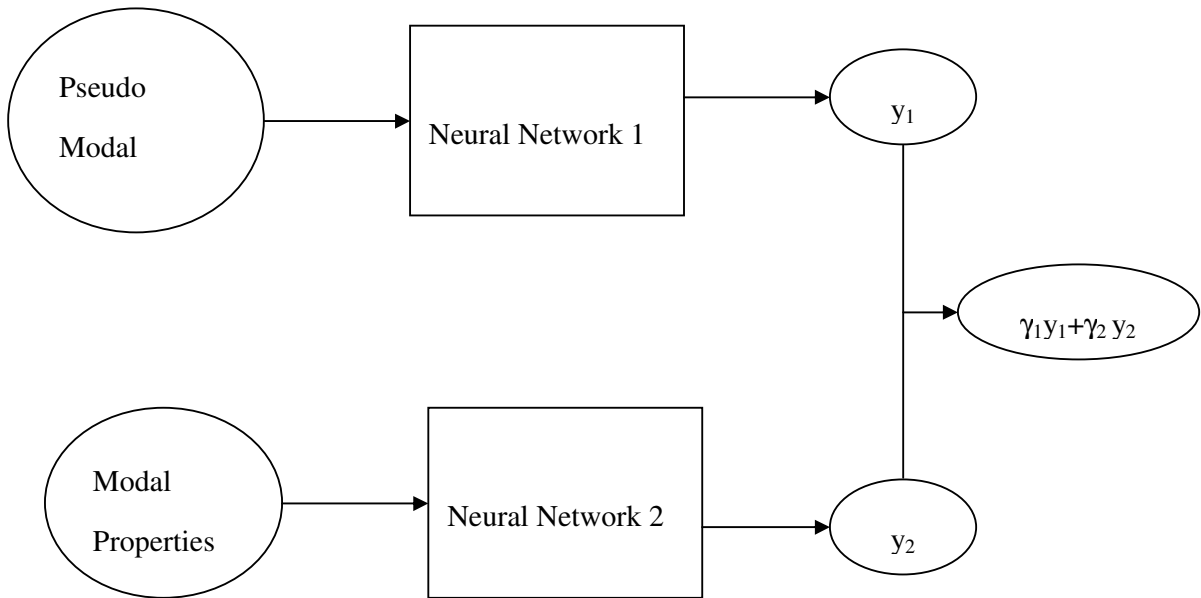 Pseudo
Modal
Neural Network 1
y₁
γ₁y₁+γ₂ y₂
Modal
Properties
Neural Network 2
y₂